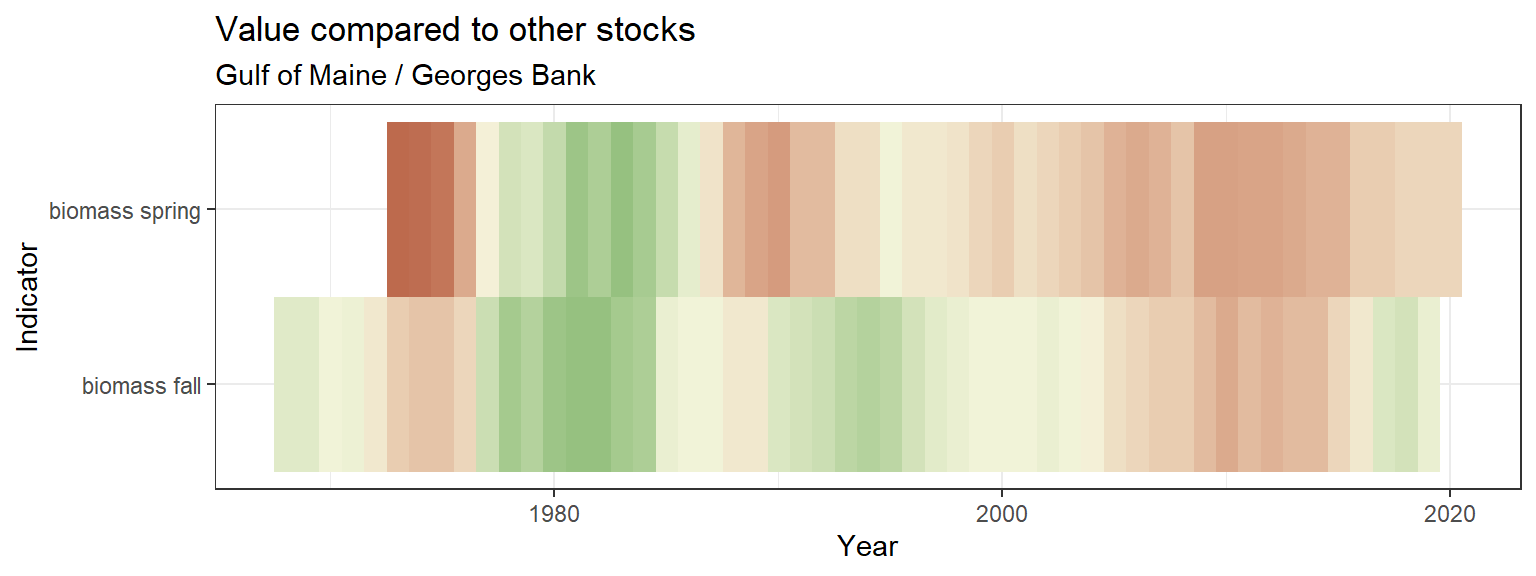 Value compared to other stocks
Gulf of Maine / Georges Bank
Indicator
biomass spring
biomass fall
1980
2000
2020
Year